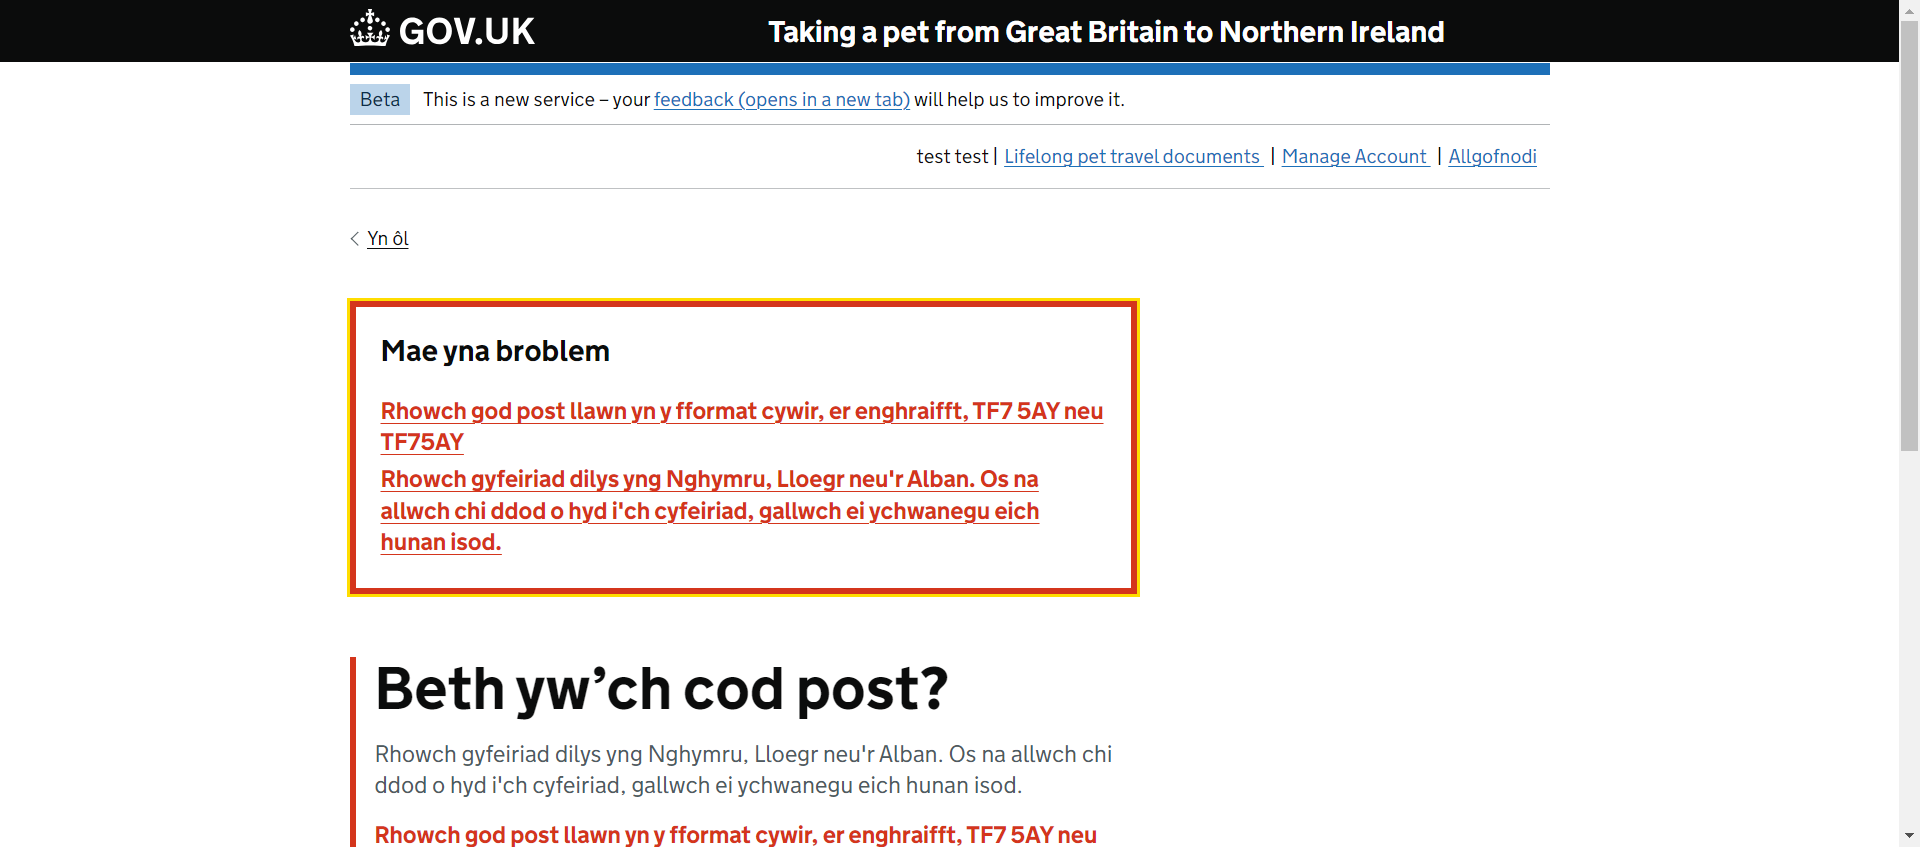 GOV.UK
Taking a pet from Great Britain to Northern Ireland
Beta This is a new service – your feedback (opens in a new tab) will help us to improve it.
test test | Lifelong pet travel documents | Manage Account | Allgofnodi
Yn ôl
Mae yna broblem
Rhowch god post llawn yn y fformat cywir, er enghraifft, TF7 5AY neu
TF75AY
Rhowch gyfeiriad dilys yng Nghymru, Lloegr neu'r Alban. Os na
allwch chi ddod o hyd i'ch cyfeiriad, gallwch ei ychwanegu eich
hunan isod.
Beth yw’ch cod post?
Rhowch gyfeiriad dilys yng Nghymru, Lloegr neu'r Alban. Os na allwch chi
ddod o hyd i'ch cyfeiriad, gallwch ei ychwanegu eich hunan isod.
Rhowch god post llawn yn y fformat cywir, er enghraifft, TF7 5AY neu